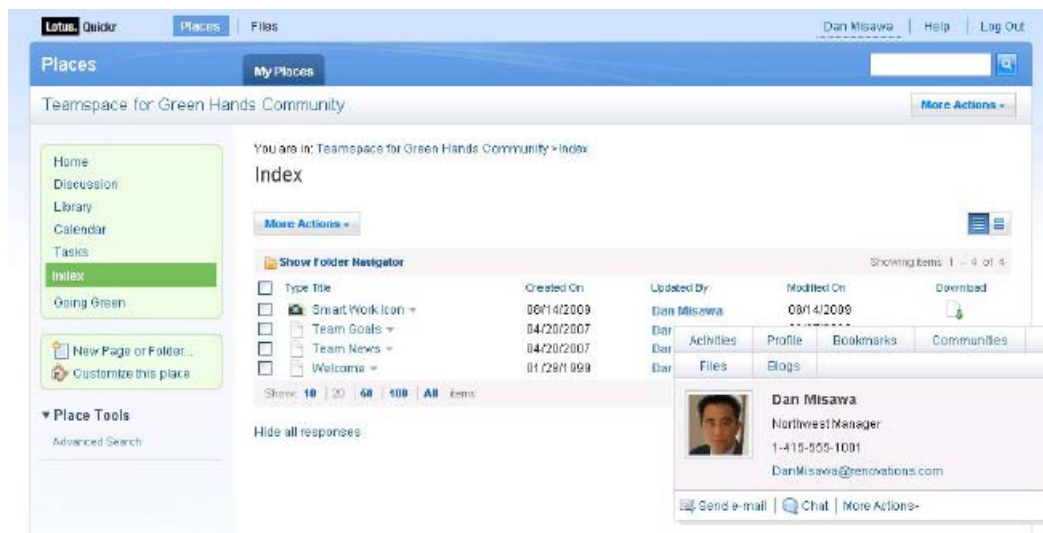 Lotus. Quickr Places Files Dan Misawa Help Log Out
Places My Places
Teamspace for Green Hands Community More Actions
You are in: Teamspace for Green Hands Community > Index
Index
Home
Discussion
Library
Calendar
Tasks
Index
Going Green
New Page or Folder...
Customize this place
Place Tools
Advanced Search
More Actions
Show Folder Navigator Showing items 1 - 4 of 4
Type Title Created On Updated By Modified On Download
Smart Work Icon 08/14/2009 Dan Misawa 08/14/2009
Team Goals 04/20/2007 Dan
Team News 04/20/2007 Dan
Welcome 01/28/1999 Dan
Show: 10 | 20 | 50 | 100 | All items
Hide all responses
Activities Profile Bookmarks Communities
Files Blogs
Dan Misawa
Northwest Manager
1-415-555-1001
DanMisawa@renovations.com
Send e-mail | Chat | More Actions